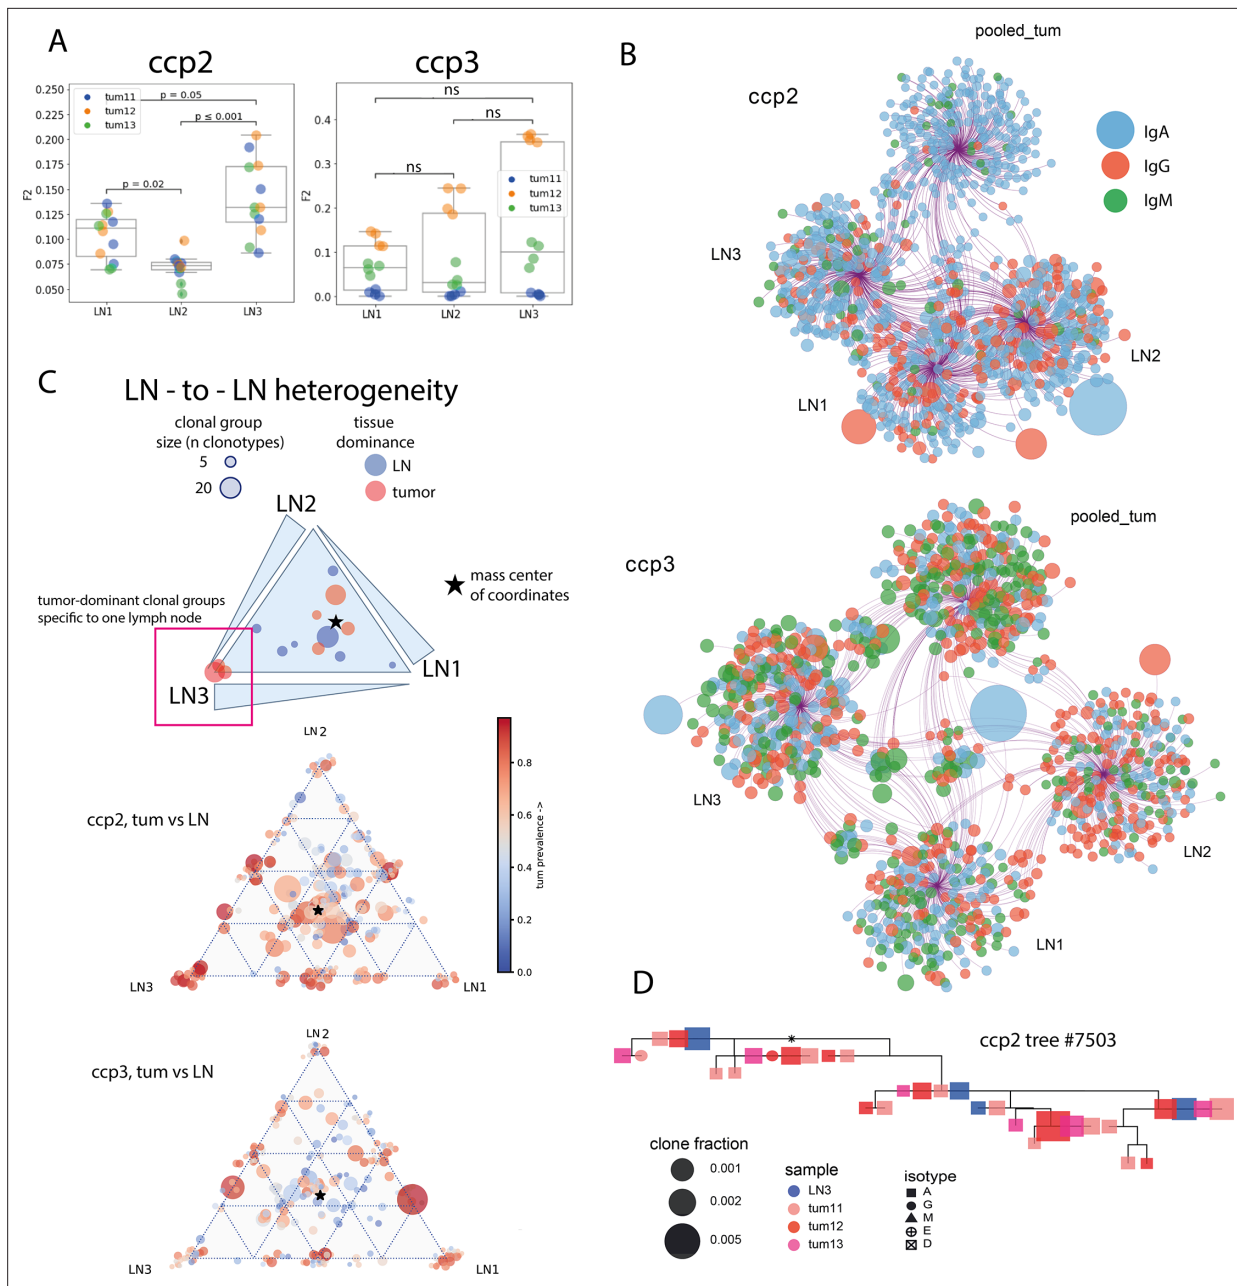 A
ccp2
ccp3
0.250
0.225
0.200
0.175
0.150
0.125
0.100
0.075
0.050
F2
tum11
tum12
tum13
p = 0.05
p ≤ 0.001
p = 0.02
LN1
LN2
LN3
0.4
0.3
0.2
0.1
0.0
F2
ns
ns
ns
tum11
tum12
tum13
LN1
LN2
LN3
B
pooled_tum
ccp2
IgA
IgG
IgM
LN3
LN2
LN1
pooled_tum
ccp3
LN3
LN2
LN1
C
LN - to - LN heterogeneity
clonal group
size (n clonotypes)
5
20
tissue
dominance
LN
tumor
LN2
mass center
of coordinates
tumor-dominant clonal groups
specific to one lymph node
LN1
LN3
LN 2
ccp2, tum vs LN
LN3
LN1
0.8
0.6
0.4
0.2
0.0
tum prevalence ->
LN 2
ccp3, tum vs LN
LN3
LN1
D
*
ccp2 tree #7503
clone fraction
0.001
0.002
0.005
sample
LN3
tum11
tum12
tum13
isotype
A
G
M
E
D